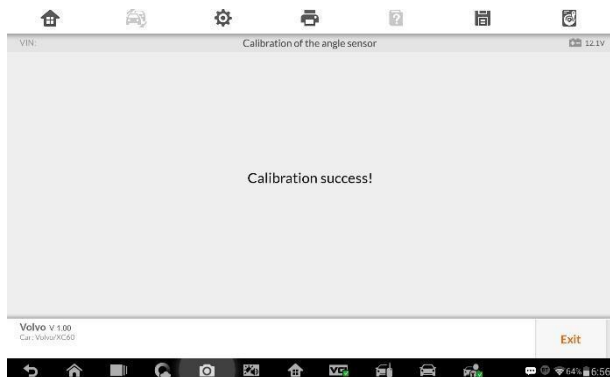 VIN:
Calibration of the angle sensor
12.1V
Calibration success!
Volvo V 1.00
Car: Volvo/XC60
Exit
64% 6:56